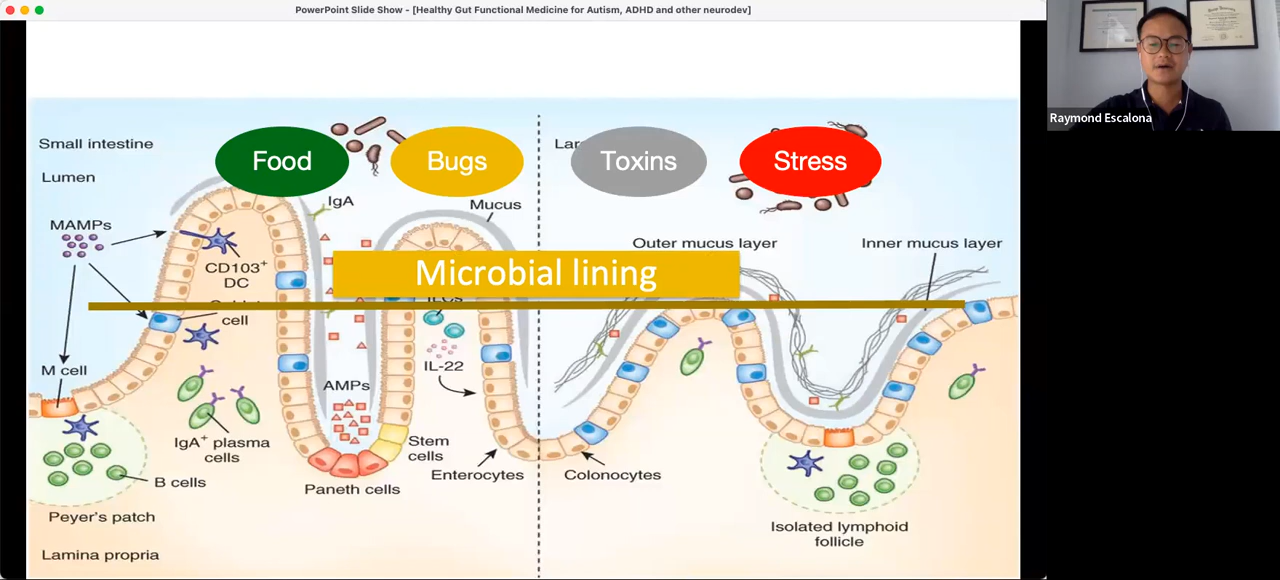 PowerPoint Slide Show - [Healthy Gut Functional Medicine for Autism, ADHD and other neurodev]
Raymond Escalona
Small intestine
Food
Bugs
Toxins
Stress
Lumen
IgA
Mucus
MAMPs
Outer mucus layer
Inner mucus layer
CD103+
DC
Microbial lining
ILCs
cell
IL-22
M cell
AMPs
IgA+ plasma
cells
Stem
cells
Enterocytes
Colonocytes
B cells
Paneth cells
Peyer's patch
Isolated lymphoid
follicle
Lamina propria